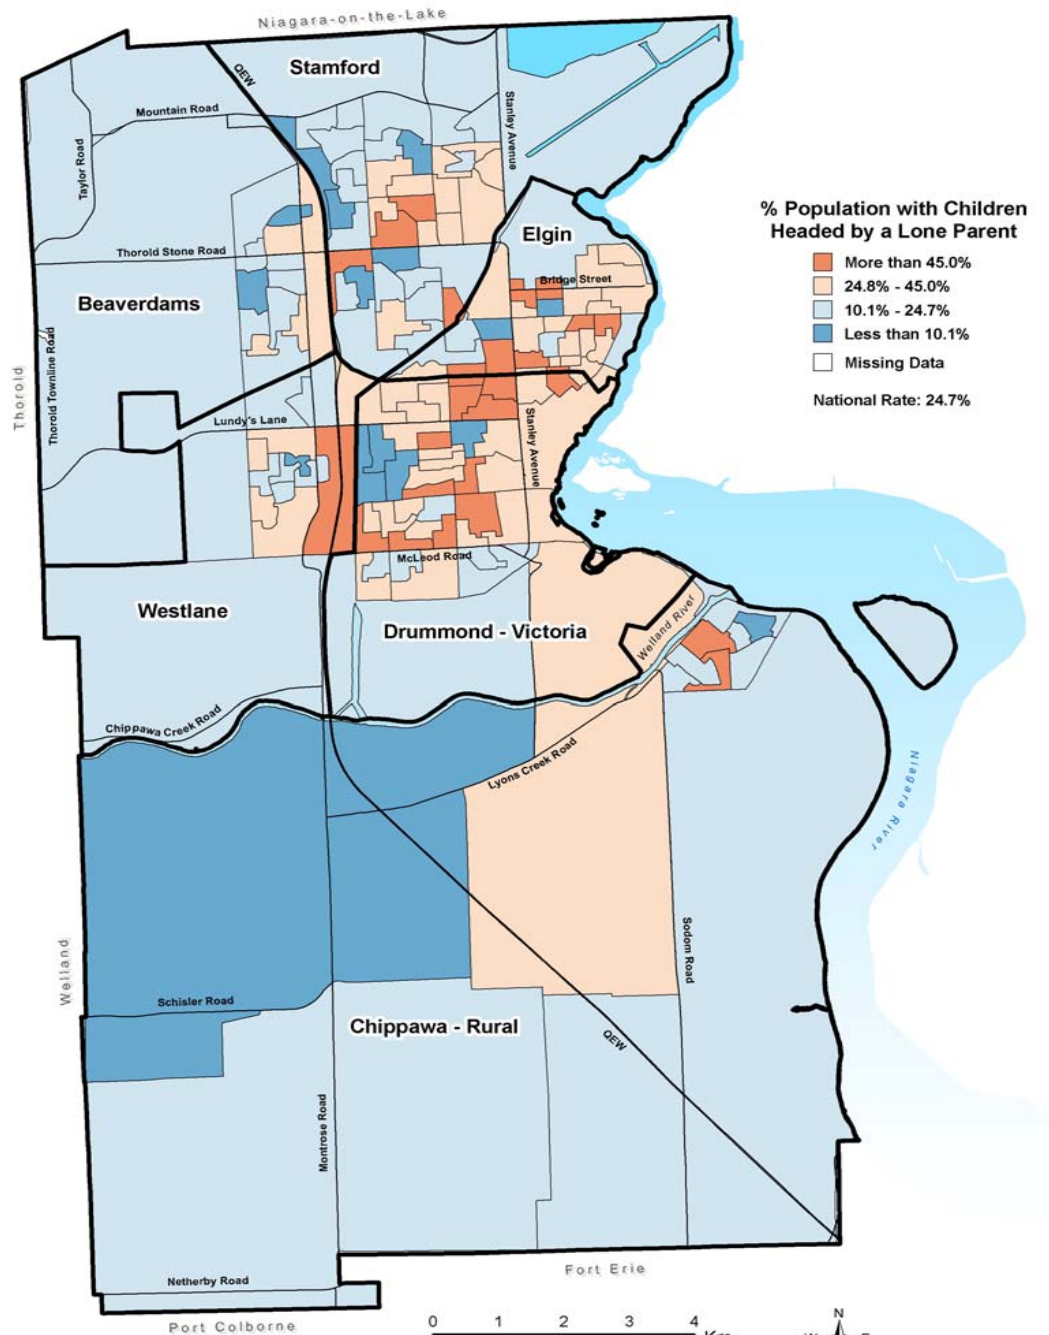 Niagara-on-the-Lake
QEW
Stamford
Mountain Road
Stanley Avenue
Taylor Road
% Population with Children
Headed by a Lone Parent
More than 45.0%
24.8% - 45.0%
10.1% - 24.7%
Less than 10.1%
Missing Data
National Rate: 24.7%
Elgin
Thorold Stone Road
Bridge Street
Beaverdams
Thorold Townline Road
Thorold
Lundy's Lane
Stanley Avenue
McLeod Road
Westlane
Drummond - Victoria
Welland River
Chippawa Creek Road
Lyons Creek Road
Niagara River
Welland
Sodom Road
Schisler Road
Chippawa - Rural
QEW
Montrose Road
Netherby Road
Fort Erie
Port Colborne
0 1 2 3 4
Km
N